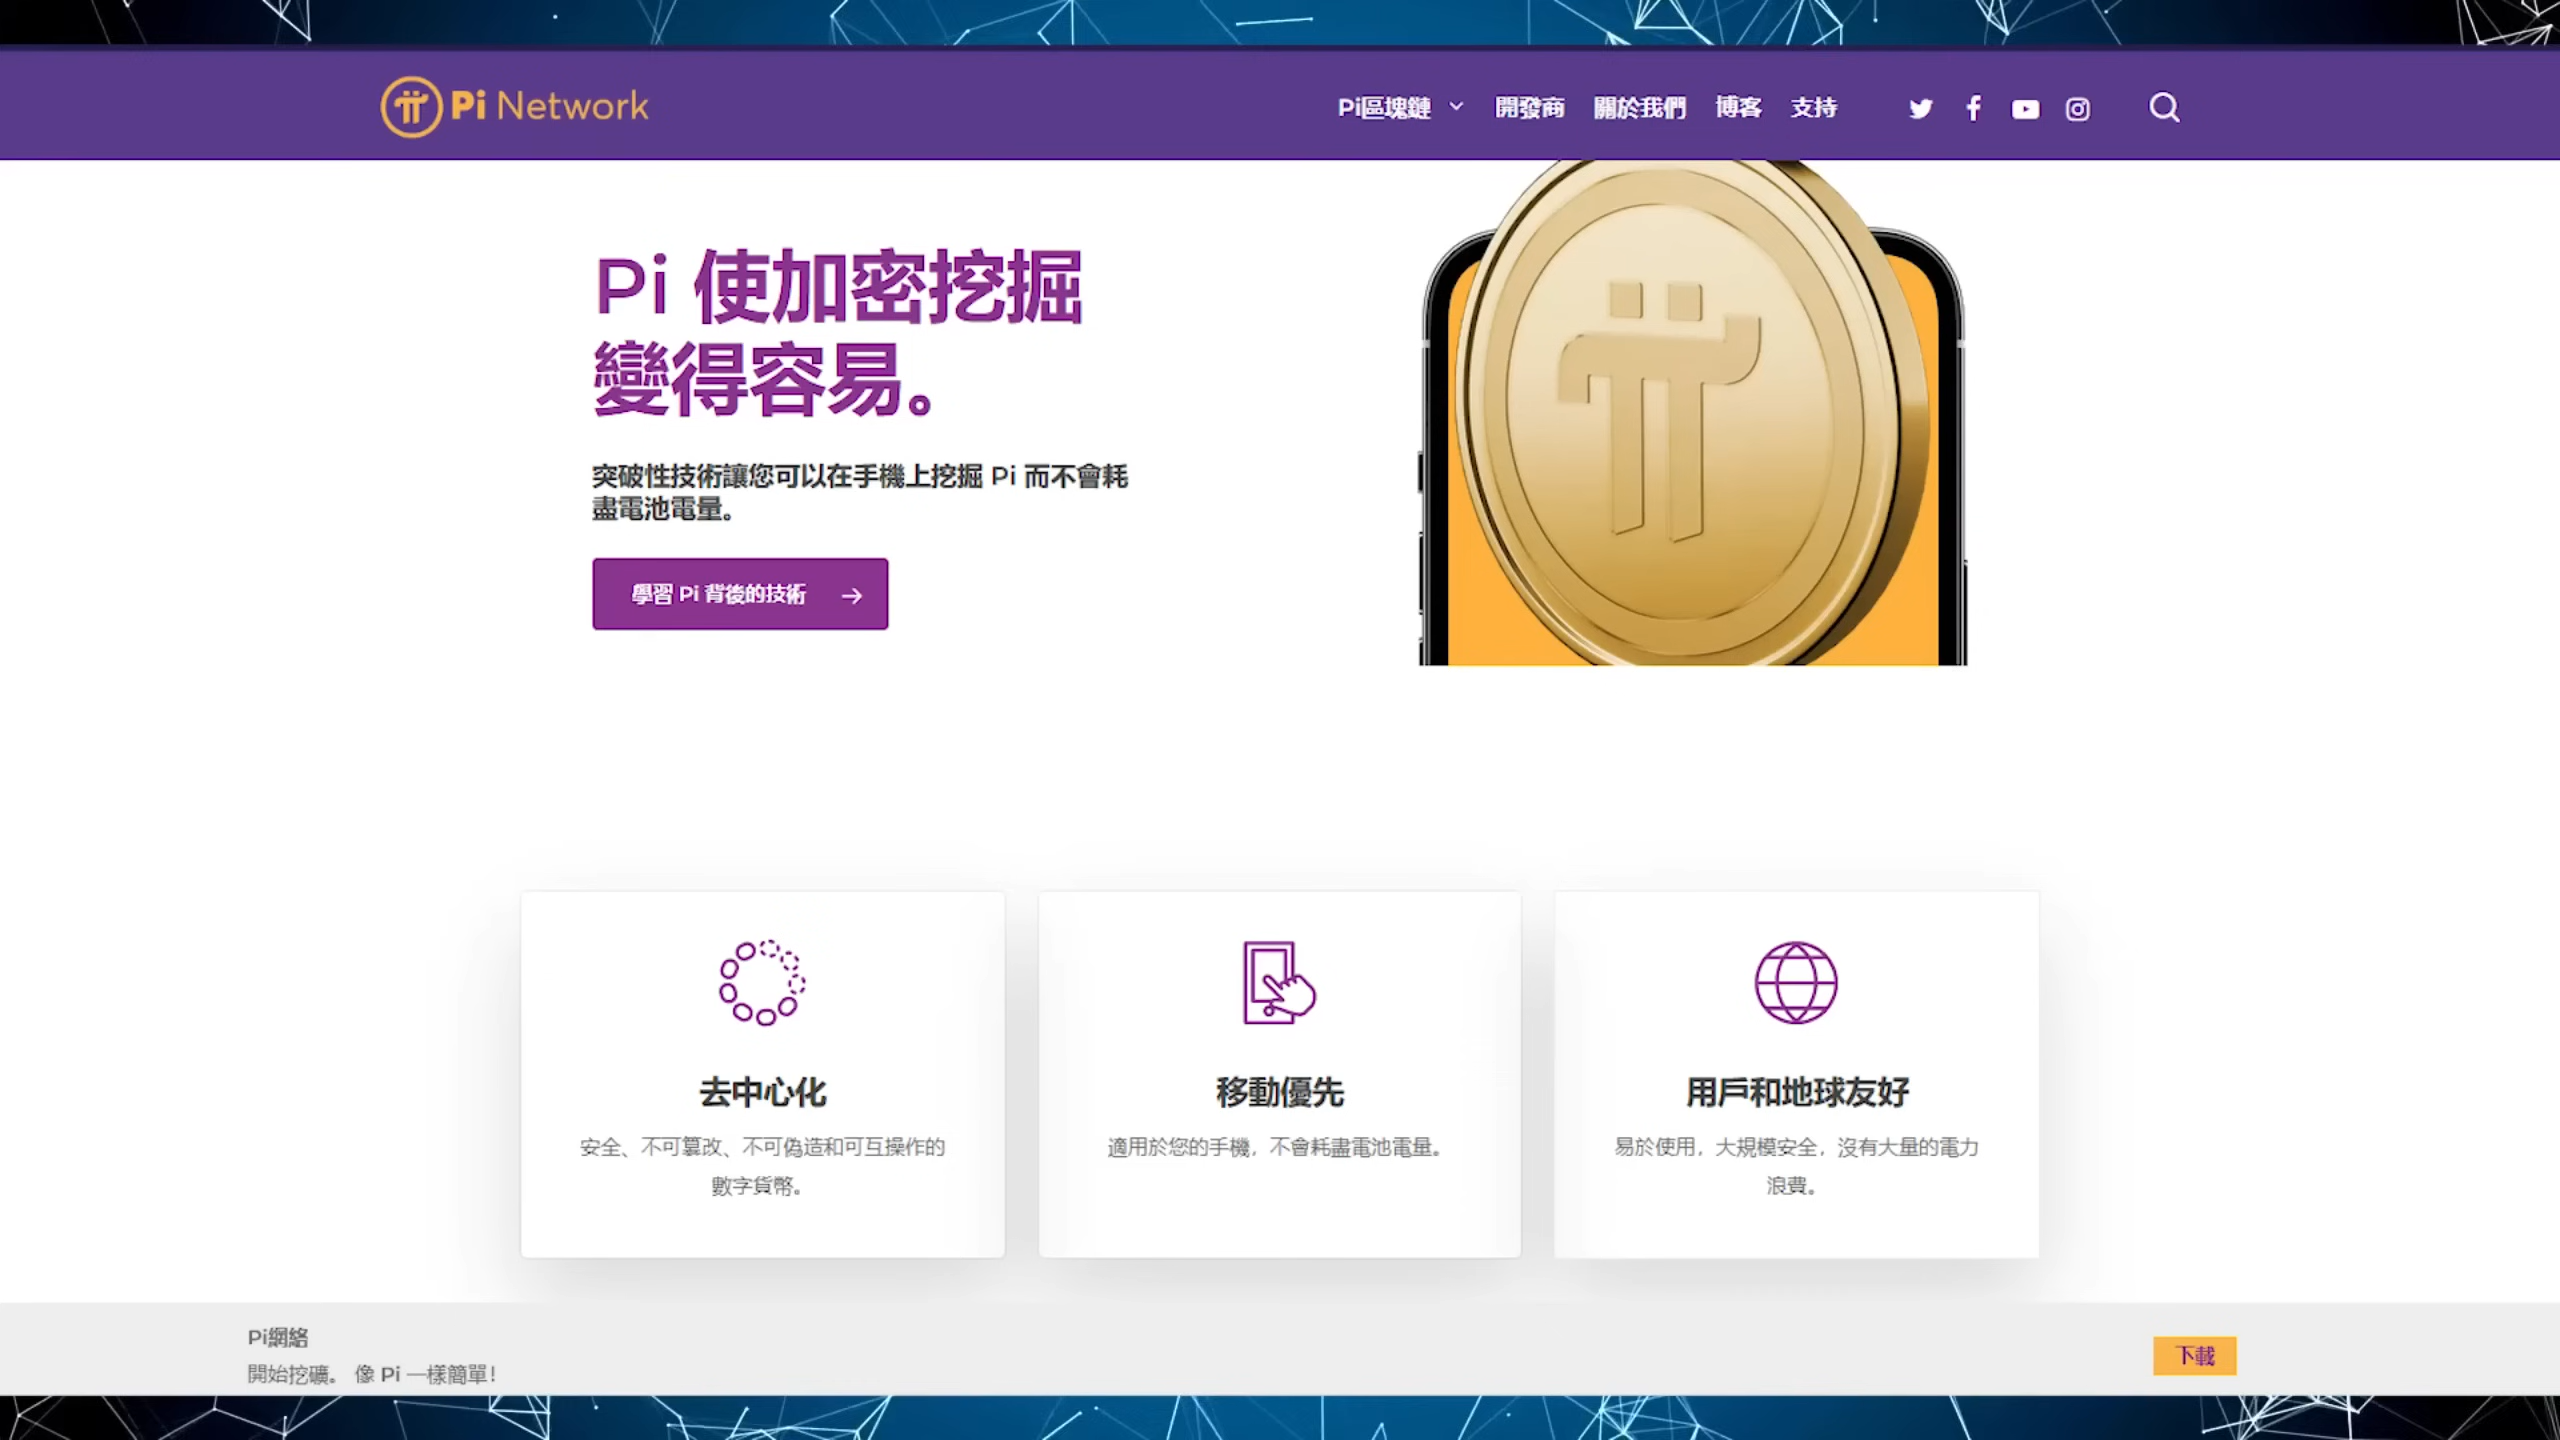 Pi Network
Pi區塊鏈 開發商 關於我們 博客 支持
Pi 使加密挖掘
變得容易。
突破性技術讓您可以在手機上挖掘 Pi 而不會耗
盡電池電量。
學習 Pi 背後的技術
去中心化
安全、不可篡改、不可偽造和可互操作的
數字貨幣。
移動優先
適用於您的手機，不會耗盡電池電量。
用戶和地球友好
易於使用，大規模安全，沒有大量的電力
浪費。
Pi網絡
開始挖礦。 像 Pi 一樣簡單！
下載